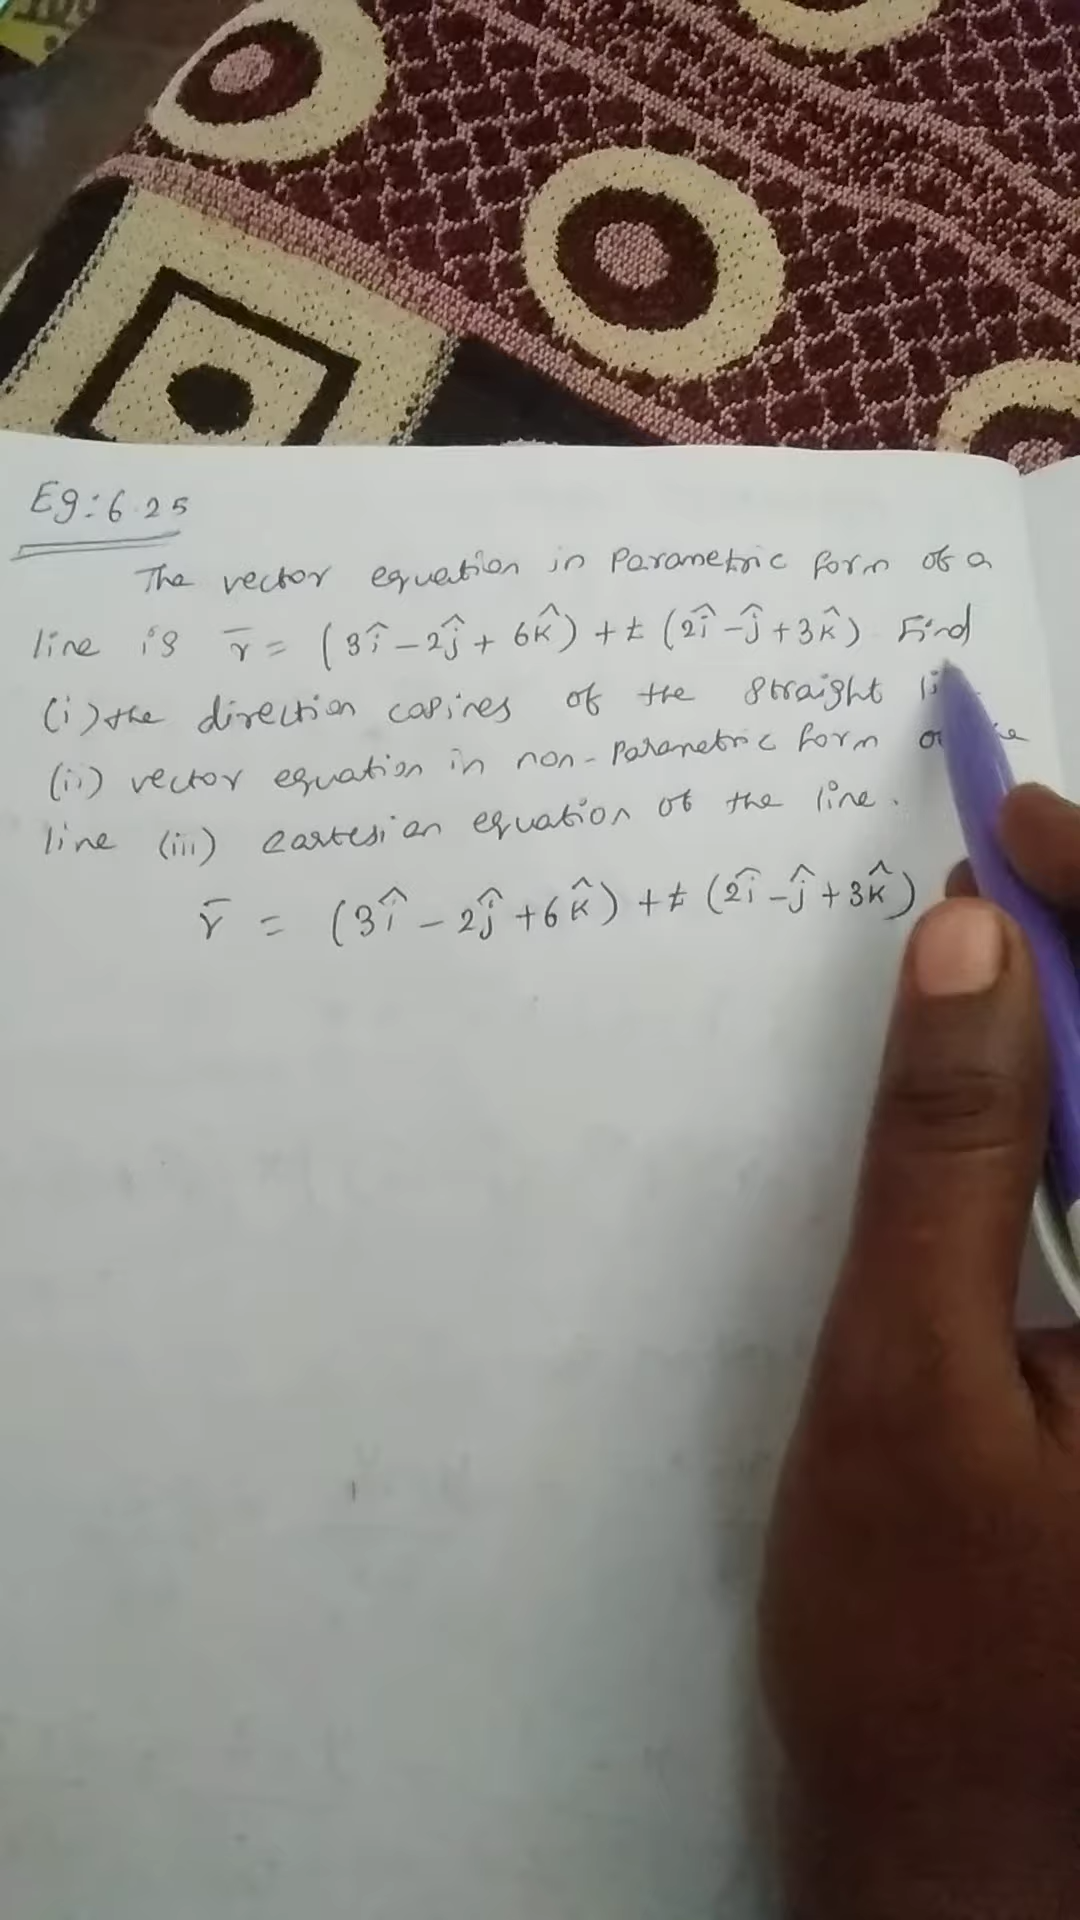 Eg: 6.25
The vector equation in Parametric form of a
line is r̄ = (3î - 2ĵ + 6k̂) + t (2î - ĵ + 3k̂). Find
(i) the direction cosines of the straight
(ii) vector equation in non-Parametric form
line (iii) Cartesian equation of the line.
r̄ = (3î - 2ĵ + 6k̂) + t (2î - ĵ + 3k̂)